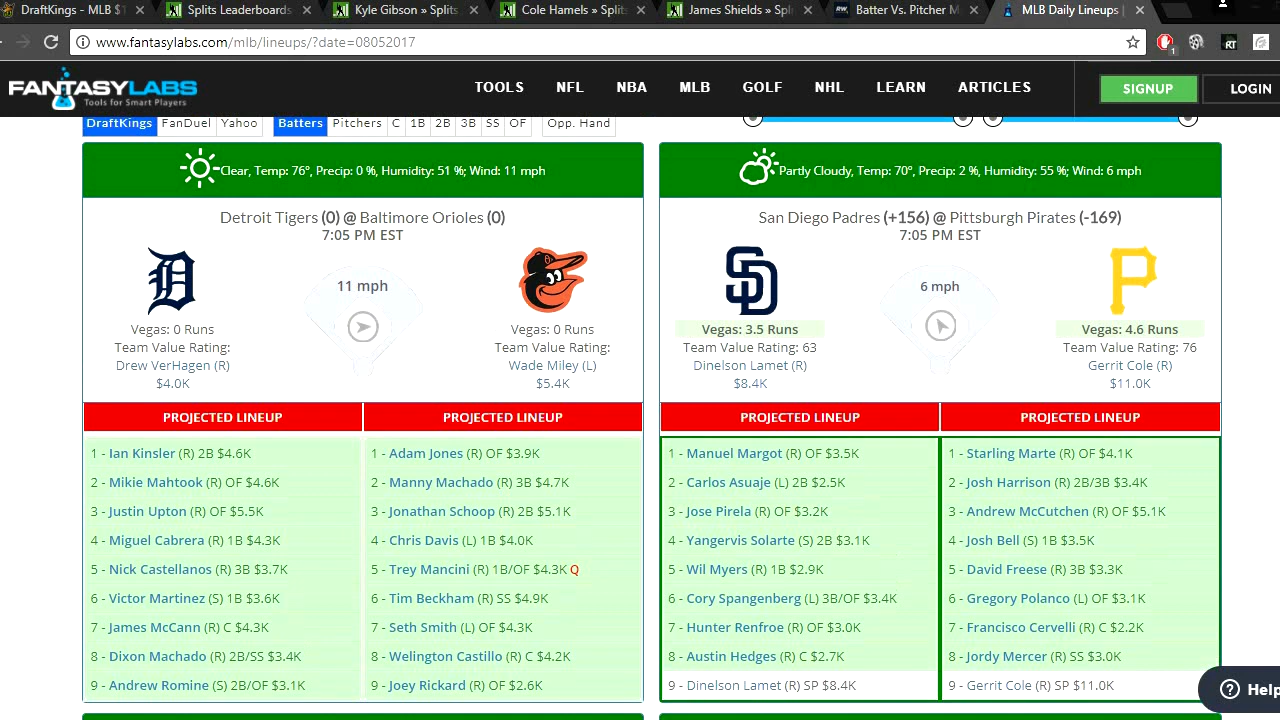 DraftKings - MLB $1
Splits Leaderboards
Kyle Gibson » Splits
Cole Hamels » Splits
James Shields » Spli
Batter Vs. Pitcher M
MLB Daily Lineups |
www.fantasylabs.com/mlb/lineups/?date=08052017
1
RT
FANTASYLABS
Tools for Smart Players
TOOLS NFL NBA MLB GOLF NHL LEARN ARTICLES
SIGNUP LOGIN
DraftKings FanDuel Yahoo Batters Pitchers C 1B 2B 3B SS OF Opp. Hand
Clear, Temp: 76°, Precip: 0 %, Humidity: 51 %; Wind: 11 mph
Detroit Tigers (0) @ Baltimore Orioles (0)
7:05 PM EST
11 mph
Vegas: 0 Runs
Team Value Rating:
Drew VerHagen (R)
$4.0K
Vegas: 0 Runs
Team Value Rating:
Wade Miley (L)
$5.4K
PROJECTED LINEUP
1 - Ian Kinsler (R) 2B $4.6K
2 - Mikie Mahtook (R) OF $4.6K
3 - Justin Upton (R) OF $5.5K
4 - Miguel Cabrera (R) 1B $4.3K
5 - Nick Castellanos (R) 3B $3.7K
6 - Victor Martinez (S) 1B $3.6K
7 - James McCann (R) C $4.3K
8 - Dixon Machado (R) 2B/SS $3.4K
9 - Andrew Romine (S) 2B/OF $3.1K
PROJECTED LINEUP
1 - Adam Jones (R) OF $3.9K
2 - Manny Machado (R) 3B $4.7K
3 - Jonathan Schoop (R) 2B $5.1K
4 - Chris Davis (L) 1B $4.0K
5 - Trey Mancini (R) 1B/OF $4.3K Q
6 - Tim Beckham (R) SS $4.9K
7 - Seth Smith (L) OF $4.3K
8 - Welington Castillo (R) C $4.2K
9 - Joey Rickard (R) OF $2.6K
Partly Cloudy, Temp: 70°, Precip: 2 %, Humidity: 55 %; Wind: 6 mph
San Diego Padres (+156) @ Pittsburgh Pirates (-169)
7:05 PM EST
SD
6 mph
P
Vegas: 3.5 Runs
Team Value Rating: 63
Dinelson Lamet (R)
$8.4K
Vegas: 4.6 Runs
Team Value Rating: 76
Gerrit Cole (R)
$11.0K
PROJECTED LINEUP
1 - Manuel Margot (R) OF $3.5K
2 - Carlos Asuaje (L) 2B $2.5K
3 - Jose Pirela (R) OF $3.2K
4 - Yangervis Solarte (S) 2B $3.1K
5 - Wil Myers (R) 1B $2.9K
6 - Cory Spangenberg (L) 3B/OF $3.4K
7 - Hunter Renfroe (R) OF $3.0K
8 - Austin Hedges (R) C $2.7K
9 - Dinelson Lamet (R) SP $8.4K
PROJECTED LINEUP
1 - Starling Marte (R) OF $4.1K
2 - Josh Harrison (R) 2B/3B $3.4K
3 - Andrew McCutchen (R) OF $5.1K
4 - Josh Bell (S) 1B $3.5K
5 - David Freese (R) 3B $3.3K
6 - Gregory Polanco (L) OF $3.1K
7 - Francisco Cervelli (R) C $2.2K
8 - Jordy Mercer (R) SS $3.0K
9 - Gerrit Cole (R) SP $11.0K
Help